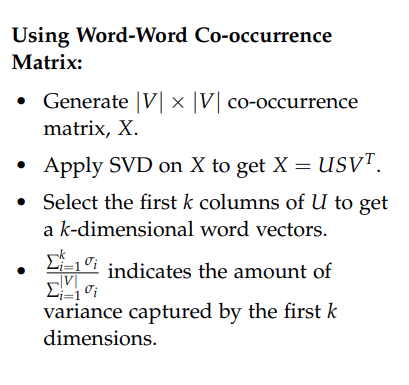 Using Word-Word Co-occurrence
Matrix:
• Generate |V| × |V| co-occurrence
matrix, X.
• Apply SVD on X to get X = USVᵀ.
• Select the first k columns of U to get
a k-dimensional word vectors.
• $\frac{\sum_{i=1}^{k} \sigma_i}{\sum_{i=1}^{|V|} \sigma_i}$ indicates the amount of
variance captured by the first k
dimensions.